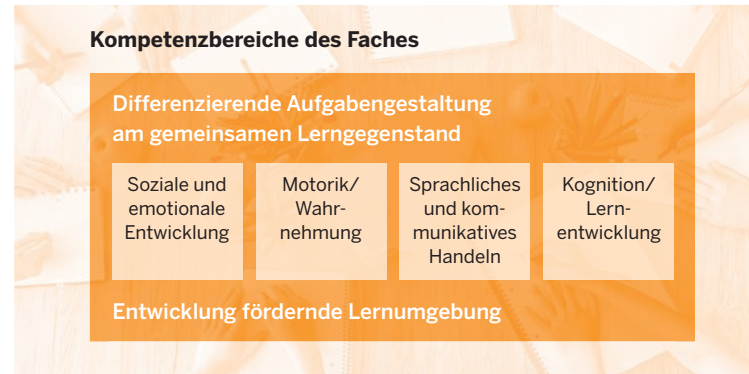 Kompetenzbereiche des Faches
Differenzierende Aufgabengestaltung
am gemeinsamen Lerngegenstand
Soziale und
emotionale
Entwicklung
Motorik/
Wahr-
nehmung
Sprachliches
und kom-
munikatives
Handeln
Kognition/
Lern-
entwicklung
Entwicklung fördernde Lernumgebung